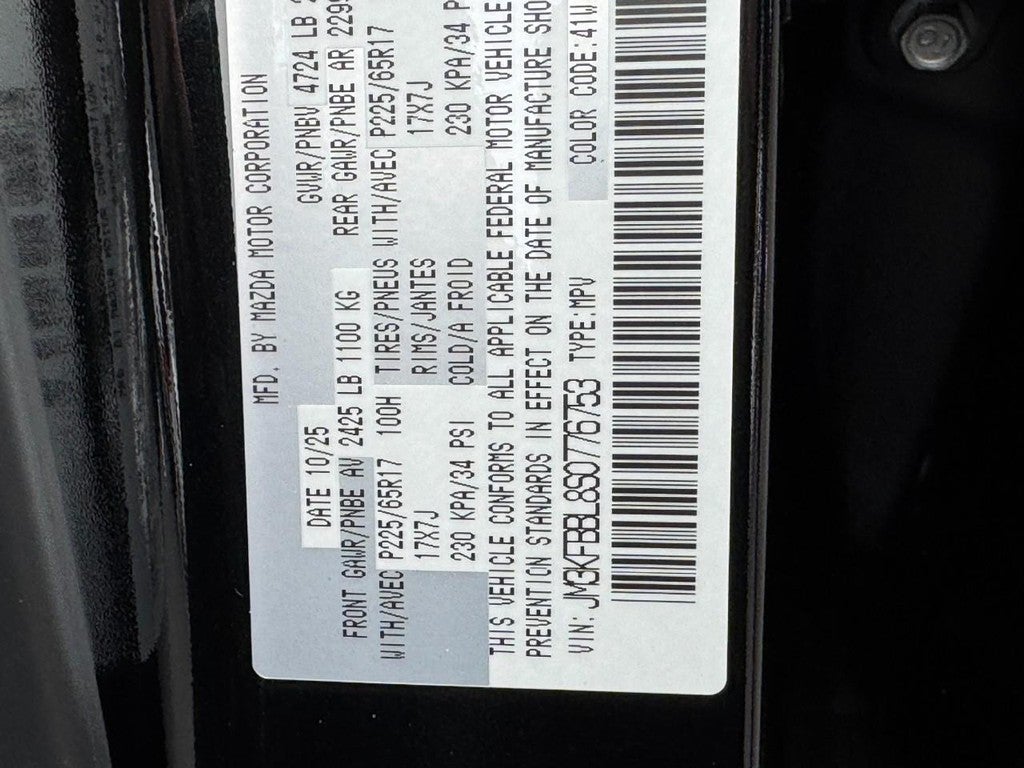 MFD. BY MAZDA MOTOR CORPORATION
DATE 10/25 GVWR/PNBV 4724 LB
FRONT GAWR/PNBE AV 2425 LB 1100 KG REAR GAWR/PNBE AR 2299
WITH/AVEC P225/65R17 100H TIRES/PNEUS WITH/AVEC P225/65R17
17X7J RIMS/JANTES 17X7J
230 KPA/34 PSI COLD/A FROID 230 KPA/34 P
THIS VEHICLE CONFORMS TO ALL APPLICABLE FEDERAL MOTOR VEHICLE
PREVENTION STANDARDS IN EFFECT ON THE DATE OF MANUFACTURE SHO
VIN: JM3KFBBL8S0776753 TYPE:MPV COLOR CODE:41W